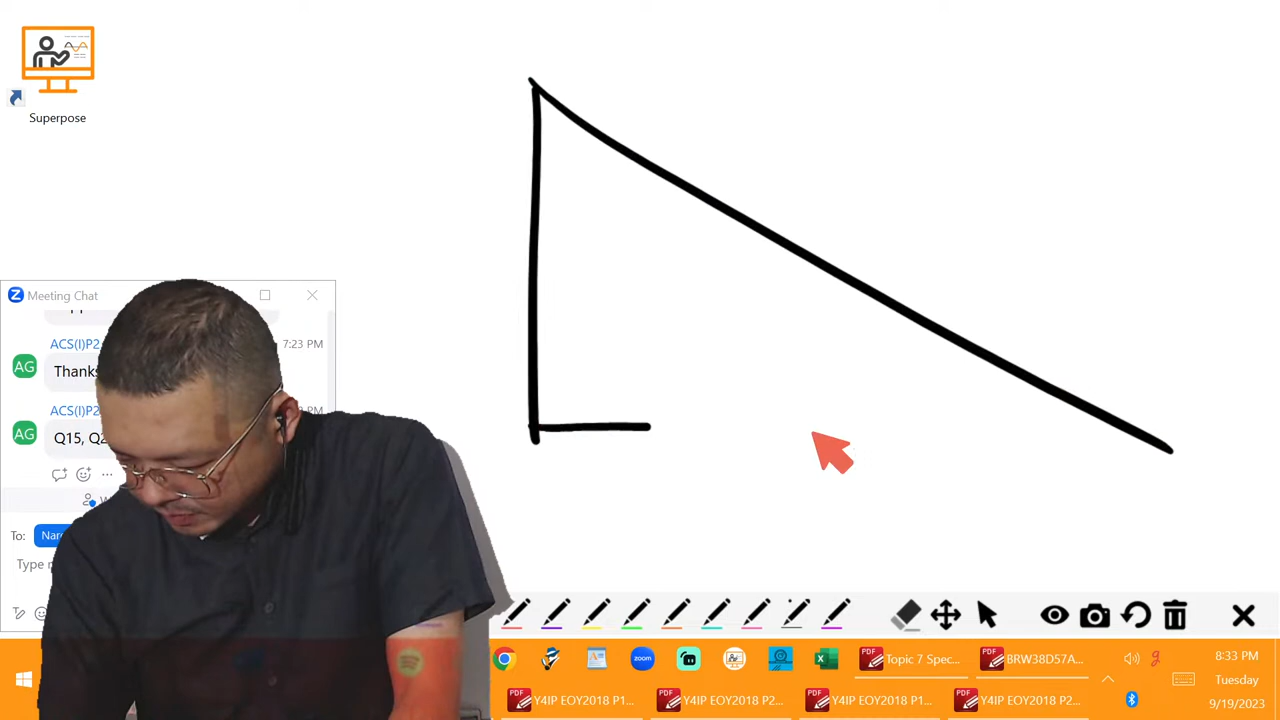 Superpose
Meeting Chat
ACS(I)P2
7:23 PM
AG
Thanks
ACS(I)P2
AG
Q15, Q2
To:
Type
zoom
Topic 7 Spec...
BRW38D57A...
8:33 PM
Tuesday
9/19/2023
Y4IP EOY2018 P1...
Y4IP EOY2018 P2...
Y4IP EOY2018 P1...
Y4IP EOY2018 P2...